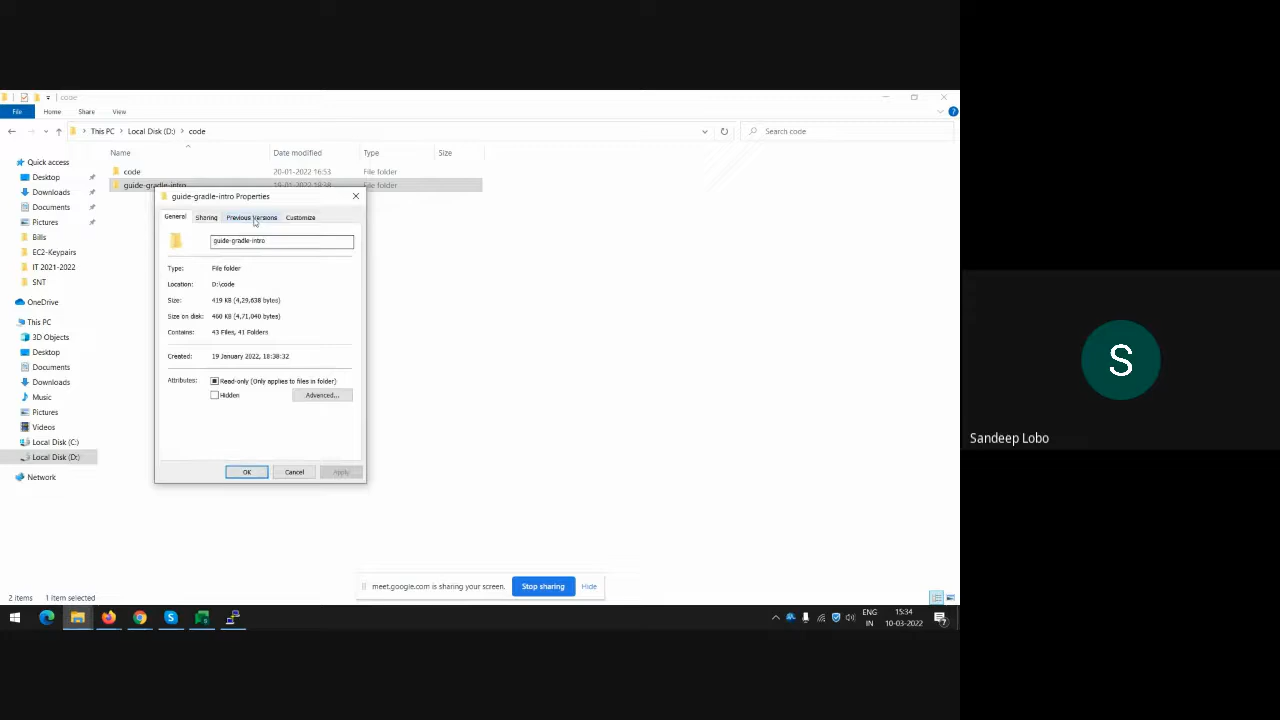 code
File Home Share View
This PC Local Disk (D:) code
Search code
Name Date modified Type Size
Quick access
Desktop
Downloads
Documents
Pictures
Bills
EC2-Keypairs
IT 2021-2022
SNT
OneDrive
This PC
3D Objects
Desktop
Documents
Downloads
Music
Pictures
Videos
Local Disk (C:)
Local Disk (D:)
Network
code 20-01-2022 16:53 File folder
guide-gradle-intro File folder
guide-gradle-intro Properties
General Sharing Previous Versions Customize
guide-gradle-intro
Type: File folder
Location: D:\code
Size: 419 KB (4,29,638 bytes)
Size on disk: 460 KB (4,71,040 bytes)
Contains: 43 Files, 41 Folders
Created: 19 January 2022, 18:38:32
Attributes: Read-only (Only applies to files in folder)
Hidden Advanced...
OK Cancel Apply
meet.google.com is sharing your screen. Stop sharing Hide
2 items 1 item selected
ENG
IN
15:34
10-03-2022
S
Sandeep Lobo